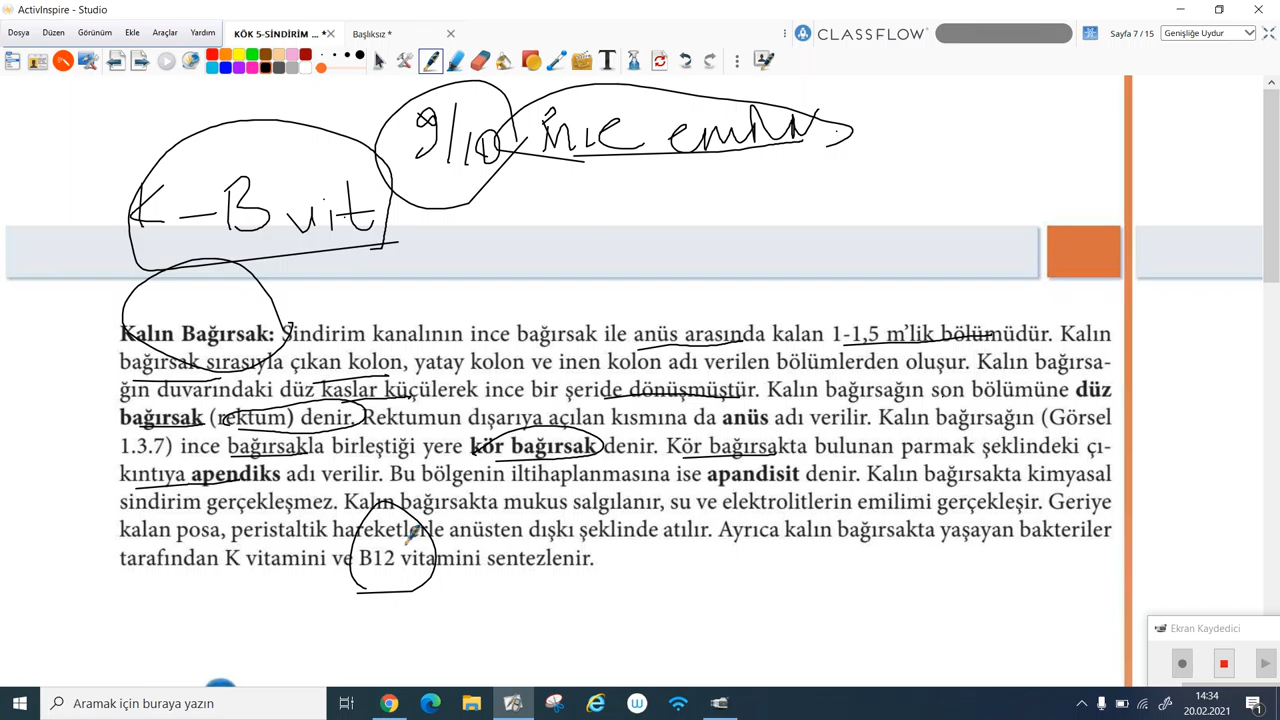 ActivInspire - Studio
Dosya Düzen Görünüm Ekle Araçlar Yardım
KÖK 5-SİNDİRİM ... *
Başlıksız *
CLASSFLOW
Sayfa 7 / 15
Genişliğe Uydur
9/10 ince emilim
K-B vit
Kalın Bağırsak: Sindirim kanalının ince bağırsak ile anüs arasında kalan 1-1,5 m’lik bölümüdür. Kalın
bağırsak sırasıyla çıkan kolon, yatay kolon ve inen kolon adı verilen bölümlerden oluşur. Kalın bağırsa-
ğın duvarındaki düz kaslar küçülerek ince bir şeride dönüşmüştür. Kalın bağırsağın son bölümüne düz
bağırsak (rektum) denir. Rektumun dışarıya açılan kısmına da anüs adı verilir. Kalın bağırsağın (Görsel
1.3.7) ince bağırsakla birleştiği yere kör bağırsak denir. Kör bağırsakta bulunan parmak şeklindeki çı-
kıntıya apendiks adı verilir. Bu bölgenin iltihaplanmasına ise apandisit denir. Kalın bağırsakta kimyasal
sindirim gerçekleşmez. Kalın bağırsakta mukus salgılanır, su ve elektrolitlerin emilimi gerçekleşir. Geriye
kalan posa, peristaltik hareketlerle anüsten dışkı şeklinde atılır. Ayrıca kalın bağırsakta yaşayan bakteriler
tarafından K vitamini ve B12 vitamini sentezlenir.
Ekran Kaydedici
Aramak için buraya yazın
14:34
20.02.2021